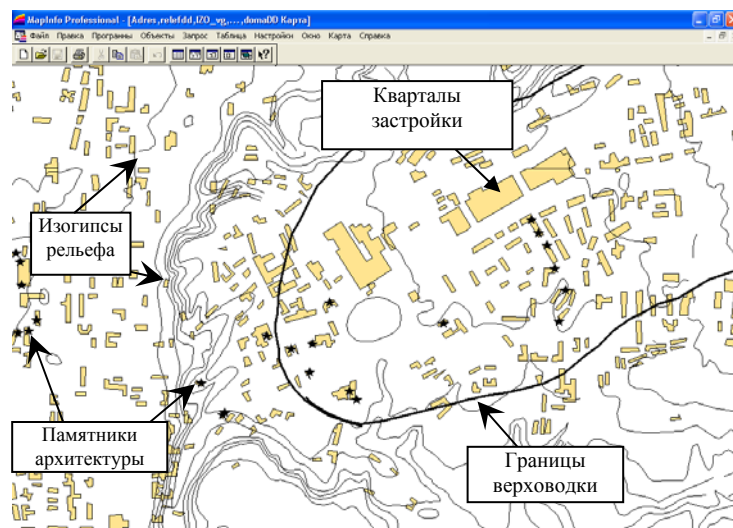 MapInfo Professional - [Adres,relefdd,IZO_vg,...,domaDD Карта]
Файл Правка Программы Объекты Запрос Таблица Настройки Окно Карта Справка
Кварталы
застройки
Изогипсы
рельефа
Памятники
архитектуры
Границы
верховодки